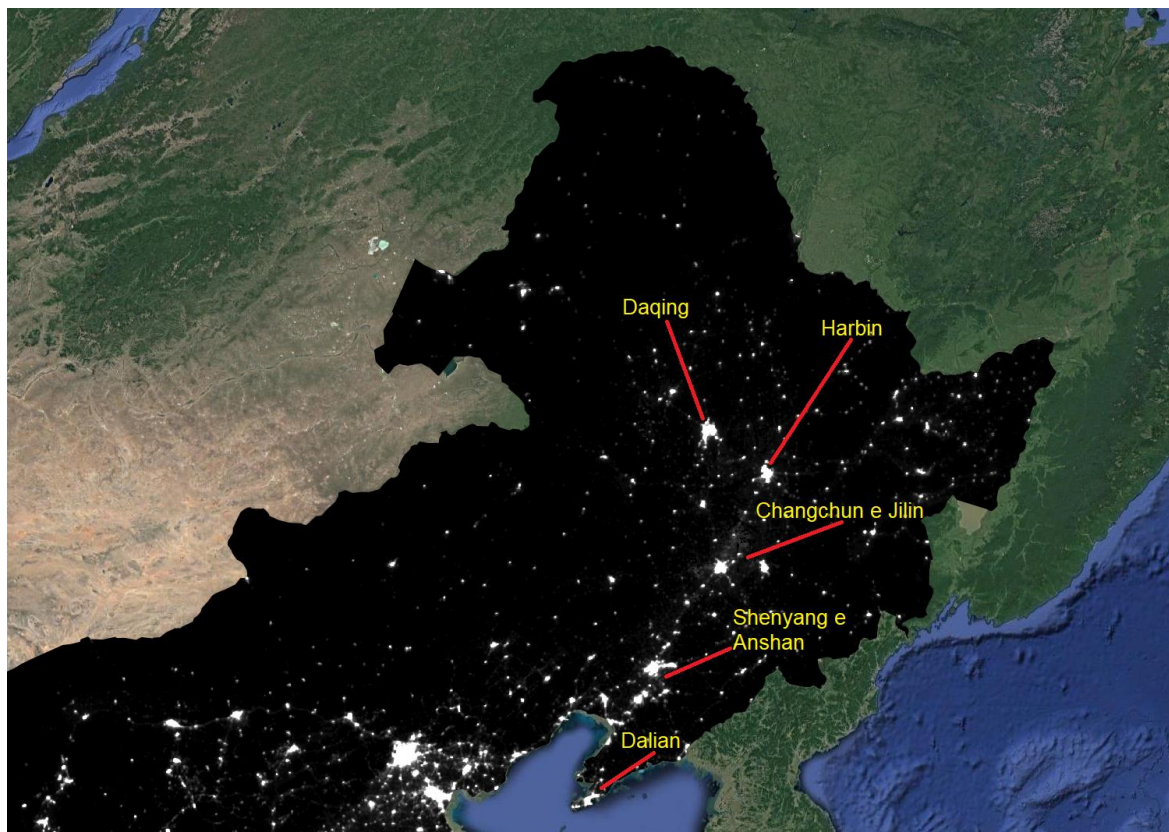 Daqing
Harbin
Changchun e Jilin
Shenyang e
Anshan
Dalian